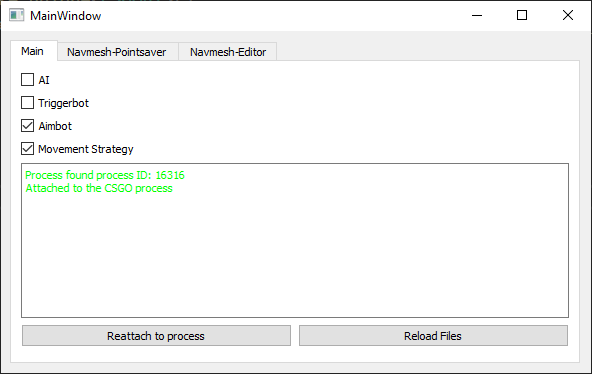 MainWindow
Main Navmesh-Pointsaver Navmesh-Editor
AI
Triggerbot
Aimbot
Movement Strategy
Process found process ID: 16316
Attached to the CSGO process
Reattach to process Reload Files